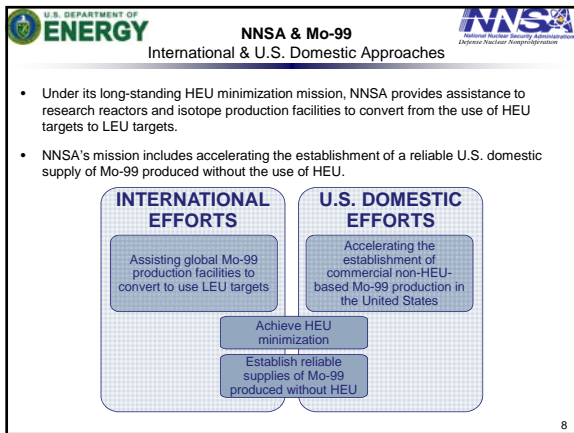 U.S. DEPARTMENT OF
ENERGY
NNSA
National Nuclear Security Administration
Defense Nuclear Nonproliferation
NNSA & Mo-99
International & U.S. Domestic Approaches
• Under its long-standing HEU minimization mission, NNSA provides assistance to
research reactors and isotope production facilities to convert from the use of HEU
targets to LEU targets.
• NNSA's mission includes accelerating the establishment of a reliable U.S. domestic
supply of Mo-99 produced without the use of HEU.
INTERNATIONAL
EFFORTS
Assisting global Mo-99
production facilities to
convert to use LEU targets
U.S. DOMESTIC
EFFORTS
Accelerating the
establishment of
commercial non-HEU-
based Mo-99 production in
the United States
Achieve HEU
minimization
Establish reliable
supplies of Mo-99
produced without HEU
8